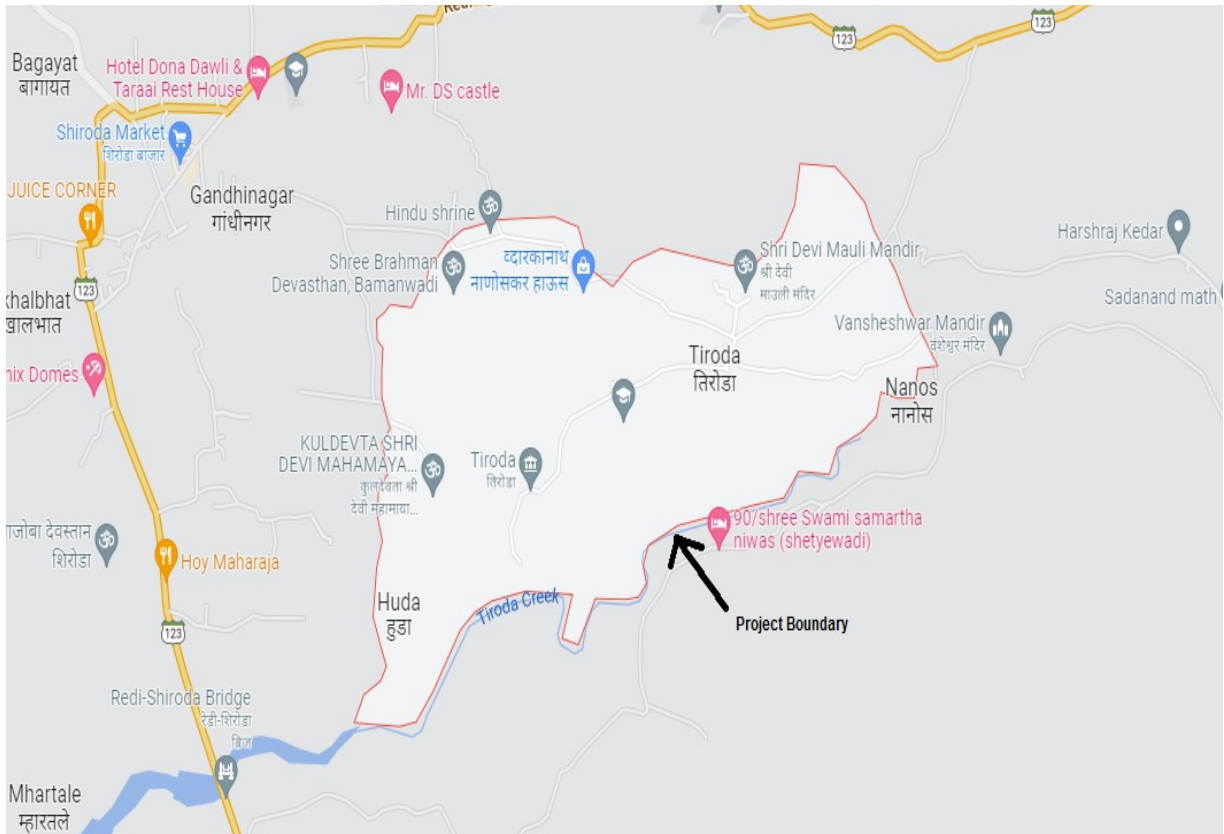 123
123
Bagayat
बागायत
Hotel Dona Dawli &
Taraai Rest House
Mr. DS castle
Shiroda Market
शिरोडा बाजार
JUICE CORNER
Gandhinagar
गांधीनगर
Hindu shrine
Shree Brahman
Devasthan, Bamanwadi
व्दारकानाथ
नाणोसकर हाऊस
Shri Devi Mauli Mandir
श्री देवी
माउली मंदिर
Harshraj Kedar
Sadanand math
123
khalbhat
खालभात
Vansheshwar Mandir
वंशेश्वर मंदिर
nix Domes
Tiroda
तिरोडा
Nanos
नानोस
KULDEVTA SHRI
DEVI MAHAMAYA...
कुलदेवता श्री
देवी महामाया...
Tiroda
तिरोडा
90/shree Swami samartha
niwas (shetyewadi)
देवस्तान
शिरोडा
Hoy Maharaja
Huda
हुडा
Tiroda Creek
Project Boundary
123
Redi-Shiroda Bridge
रेडी-शिरोडा
ब्रिज
Mhartale
म्हारतले